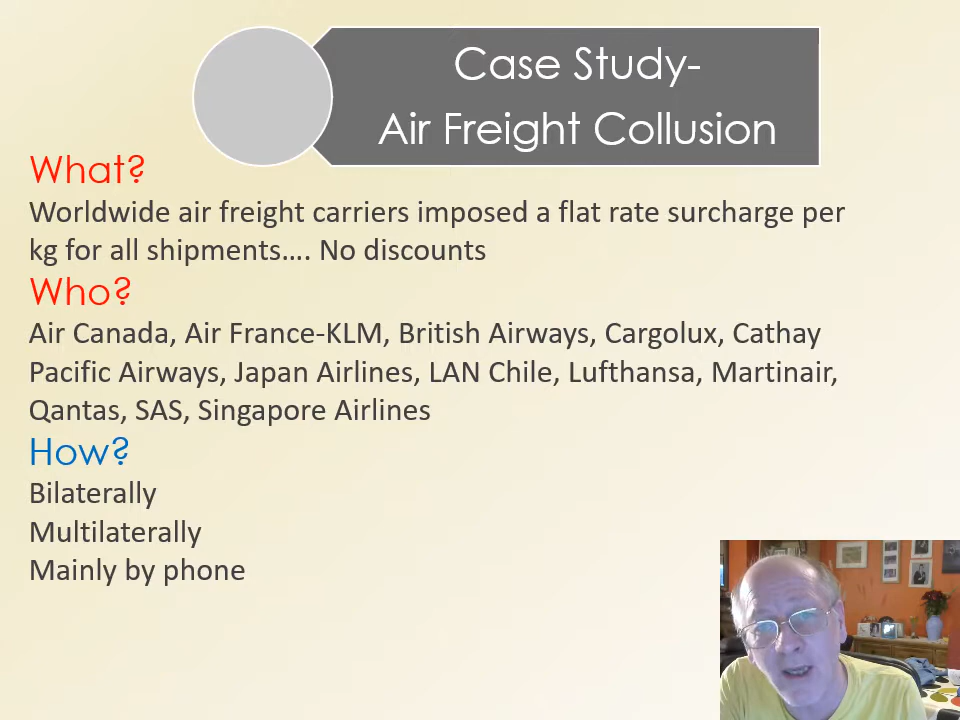 Case Study-
Air Freight Collusion
What?
Worldwide air freight carriers imposed a flat rate surcharge per
kg for all shipments…. No discounts
Who?
Air Canada, Air France-KLM, British Airways, Cargolux, Cathay
Pacific Airways, Japan Airlines, LAN Chile, Lufthansa, Martinair,
Qantas, SAS, Singapore Airlines
How?
Bilaterally
Multilaterally
Mainly by phone